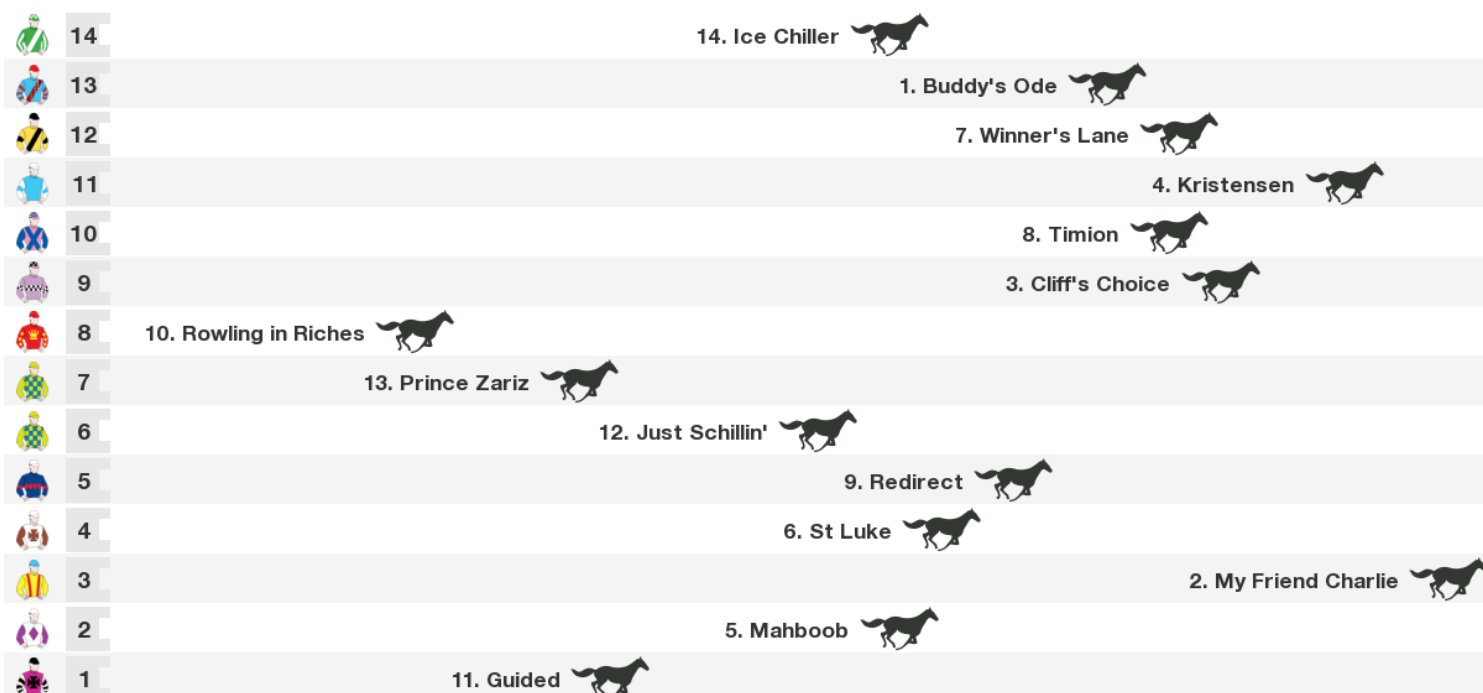 14 14. Ice Chiller
13 1. Buddy's Ode
12 7. Winner's Lane
11 4. Kristensen
10 8. Timion
9 3. Cliff's Choice
8 10. Rowling in Riches
7 13. Prince Zariz
6 12. Just Schillin'
5 9. Redirect
4 6. St Luke
3 2. My Friend Charlie
2 5. Mahboob
1 11. Guided